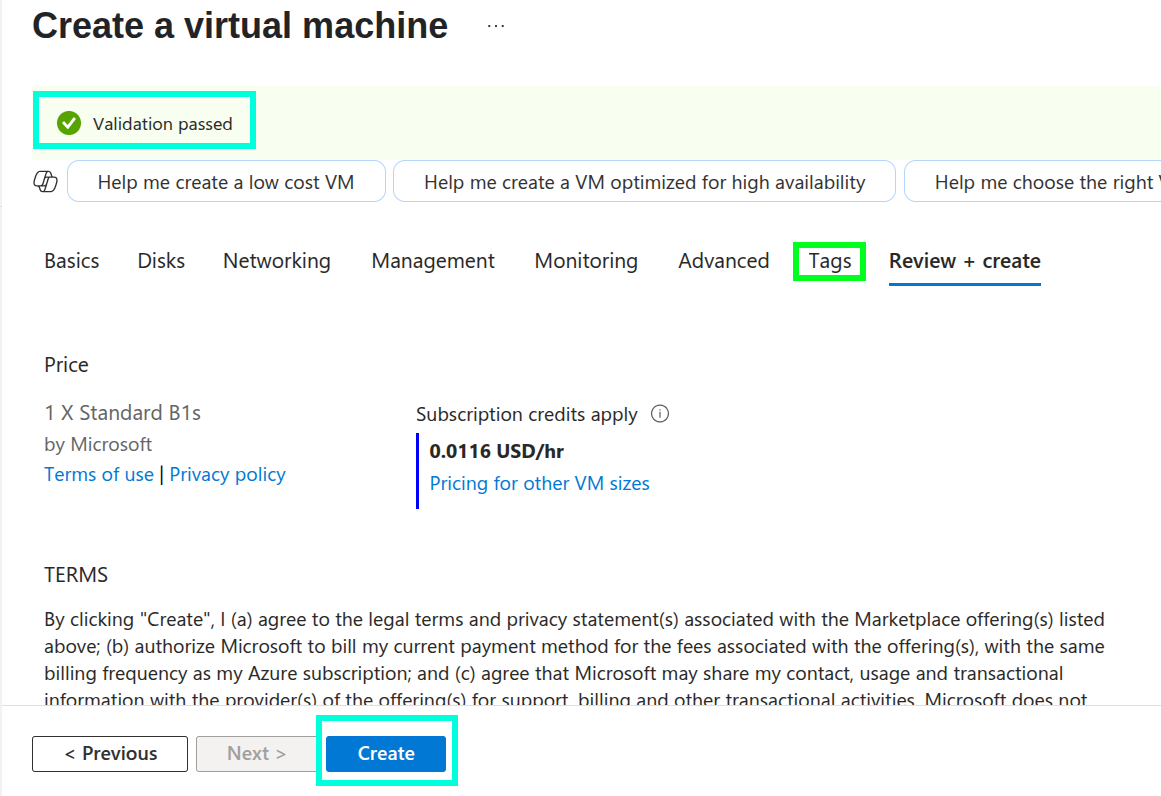 Create a virtual machine ...
Validation passed
Help me create a low cost VM Help me create a VM optimized for high availability Help me choose the right
Basics Disks Networking Management Monitoring Advanced Tags Review + create
Price
1 X Standard B1s
by Microsoft
Terms of use | Privacy policy
Subscription credits apply
0.0116 USD/hr
Pricing for other VM sizes
TERMS
By clicking "Create", I (a) agree to the legal terms and privacy statement(s) associated with the Marketplace offering(s) listed
above; (b) authorize Microsoft to bill my current payment method for the fees associated with the offering(s), with the same
billing frequency as my Azure subscription; and (c) agree that Microsoft may share my contact, usage and transactional
information with the provider(s) of the offering(s) for support, billing and other transactional activities. Microsoft does not
< Previous Next > Create